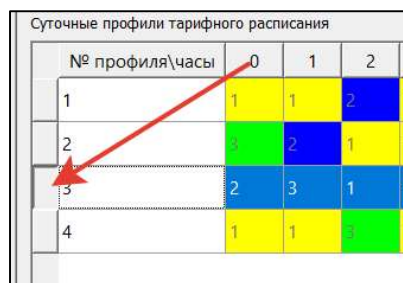 Суточные профили тарифного расписания
№ профиля\часы 0 1 2
1 1 1 2
2 3 2 1
3 2 3 1
4 1 1 3